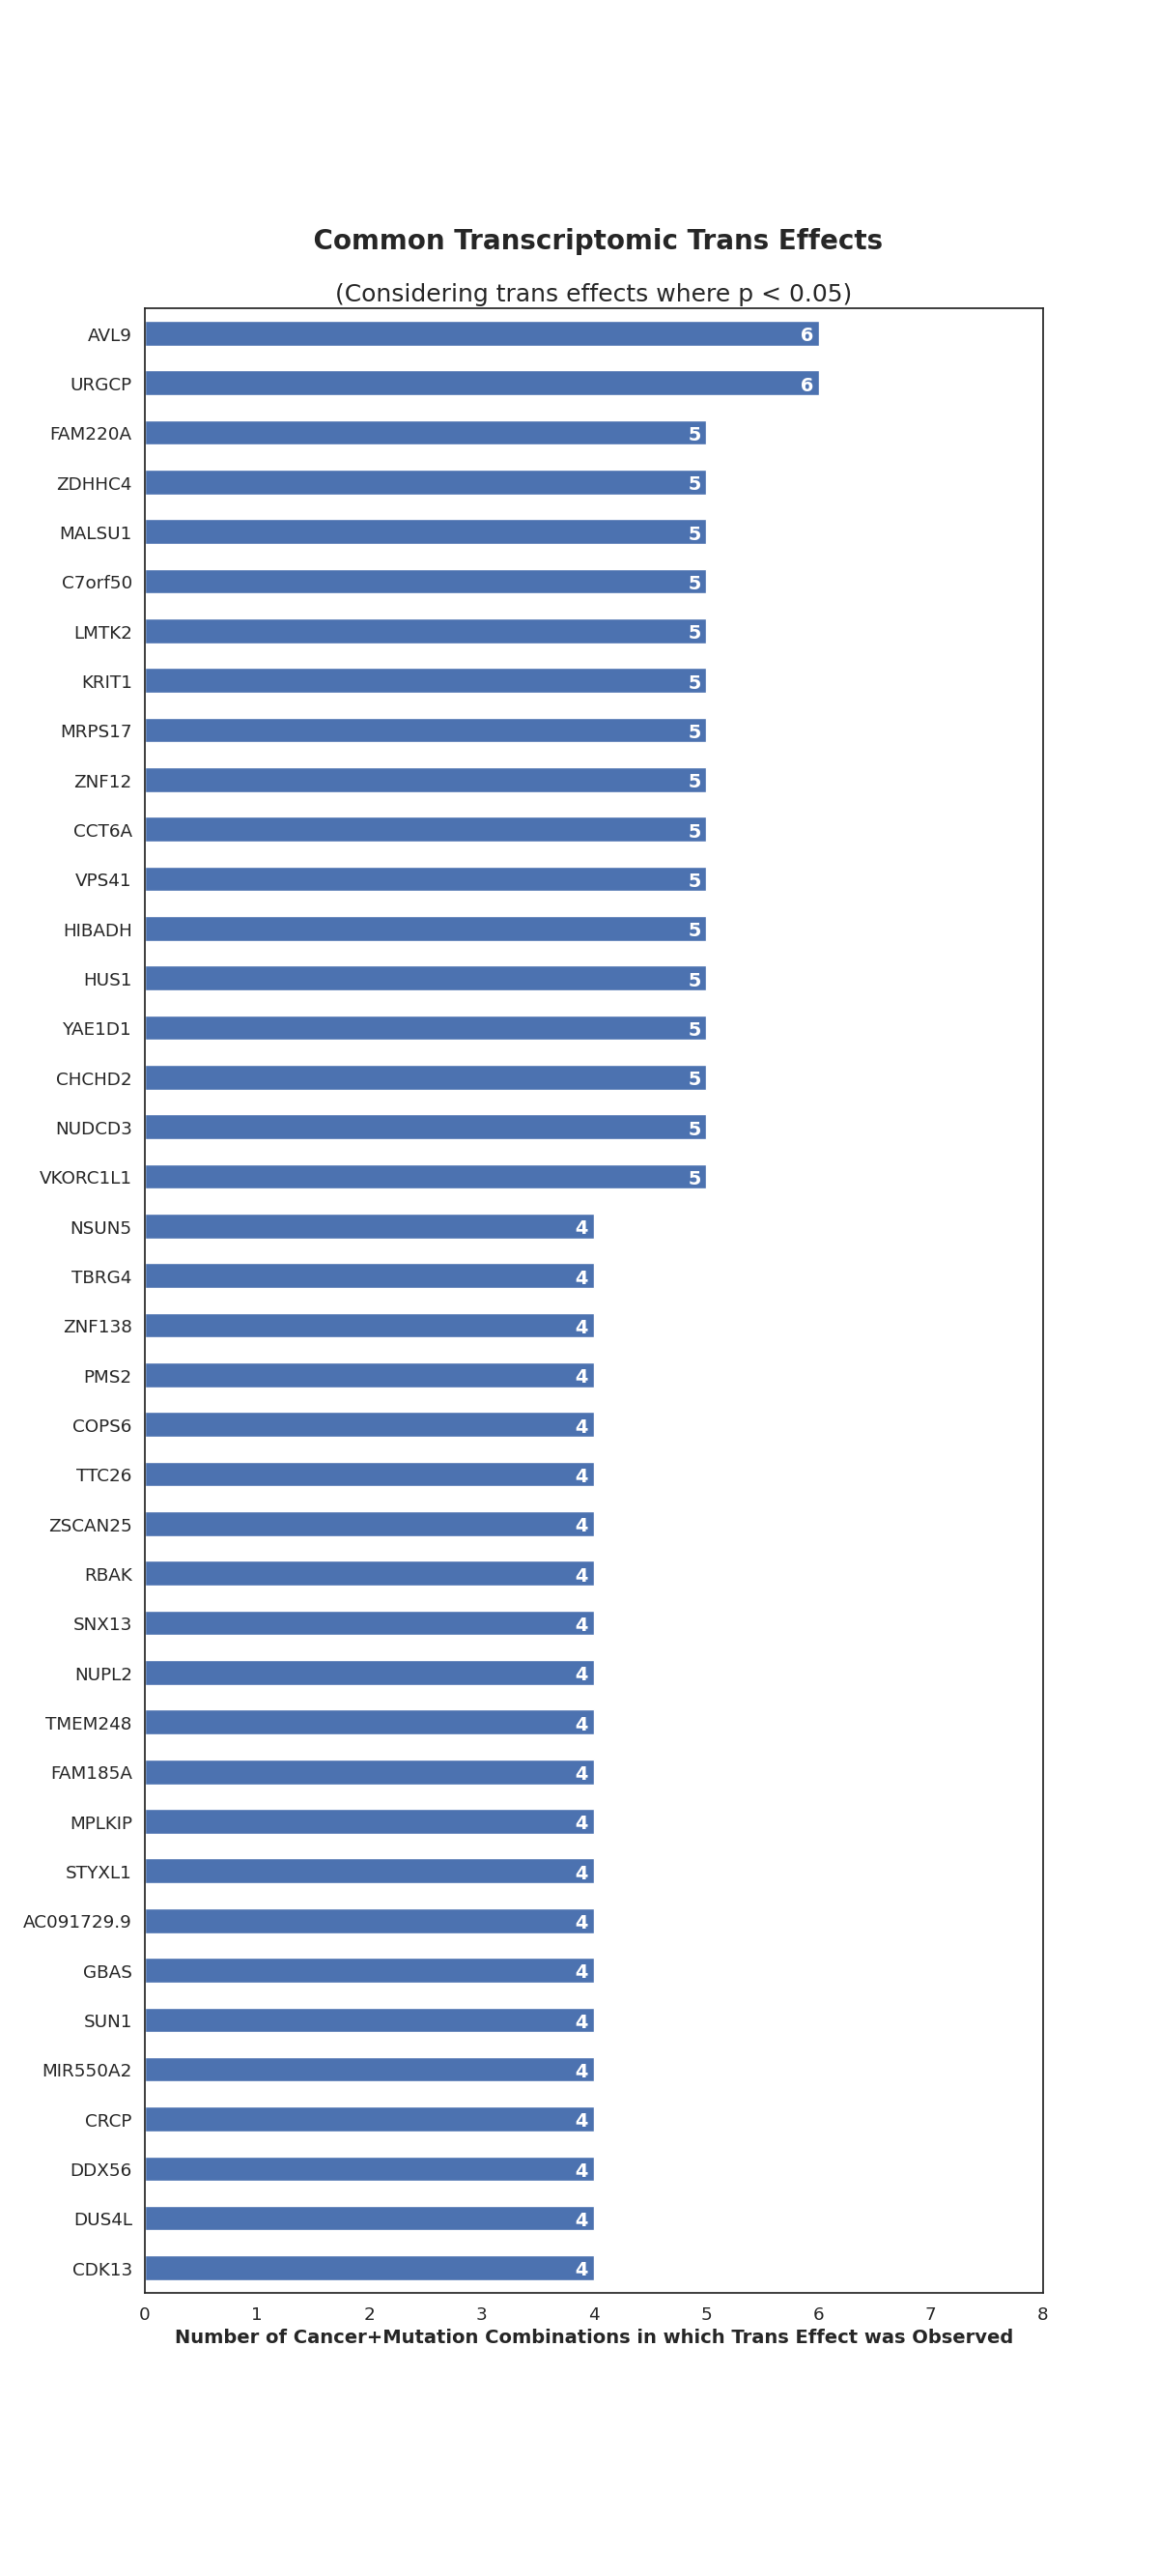 Common Transcriptomic Trans Effects
(Considering trans effects where p < 0.05)
AVL9 6
URGCP 6
FAM220A 5
ZDHHC4 5
MALSU1 5
C7orf50 5
LMTK2 5
KRIT1 5
MRPS17 5
ZNF12 5
CCT6A 5
VPS41 5
HIBADH 5
HUS1 5
YAE1D1 5
CHCHD2 5
NUDCD3 5
VKORC1L1 5
NSUN5 4
TBRG4 4
ZNF138 4
PMS2 4
COPS6 4
TTC26 4
ZSCAN25 4
RBAK 4
SNX13 4
NUPL2 4
TMEM248 4
FAM185A 4
MPLKIP 4
STYXL1 4
AC091729.9 4
GBAS 4
SUN1 4
MIR550A2 4
CRCP 4
DDX56 4
DUS4L 4
CDK13 4
0 1 2 3 4 5 6 7 8
Number of Cancer+Mutation Combinations in which Trans Effect was Observed